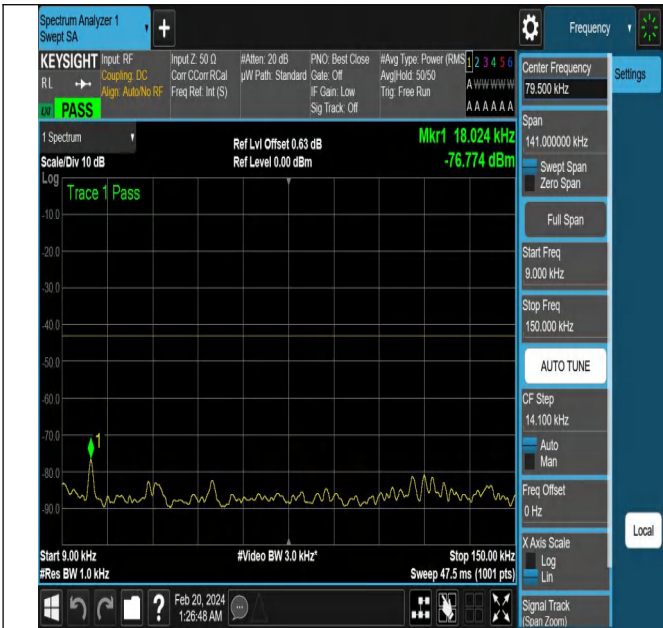 Spectrum Analyzer 1
Swept SA
+
Frequency
KEYSIGHT
RL
PASS
Input: RF
Coupling: DC
Align: Auto/No RF
Input Z: 50 Ω
Corr CCorr RCal
Freq Ref: Int (S)
#Atten: 20 dB
µW Path: Standard
PNO: Best Close
Gate: Off
IF Gain: Low
Sig Track: Off
#Avg Type: Power (RMS
Avg|Hold: 50/50
Trig: Free Run
1 2 3 4 5 6
A W W W W W
A A A A A A
1 Spectrum
Scale/Div 10 dB
Ref Lvl Offset 0.63 dB
Ref Level 0.00 dBm
Mkr1 18.024 kHz
-76.774 dBm
Log
Trace 1 Pass
-10.0
-20.0
-30.0
-40.0
-50.0
-60.0
-70.0
-80.0
-90.0
1
Start 9.00 kHz
#Res BW 1.0 kHz
#Video BW 3.0 kHz*
Stop 150.00 kHz
Sweep 47.5 ms (1001 pts)
Center Frequency
79.500 kHz
Settings
Span
141.000000 kHz
Swept Span
Zero Span
Full Span
Start Freq
9.000 kHz
Stop Freq
150.000 kHz
AUTO TUNE
CF Step
14.100 kHz
Auto
Man
Freq Offset
0 Hz
X Axis Scale
Log
Lin
Signal Track
(Span Zoom)
Local
?
Feb 20, 2024
1:26:48 AM